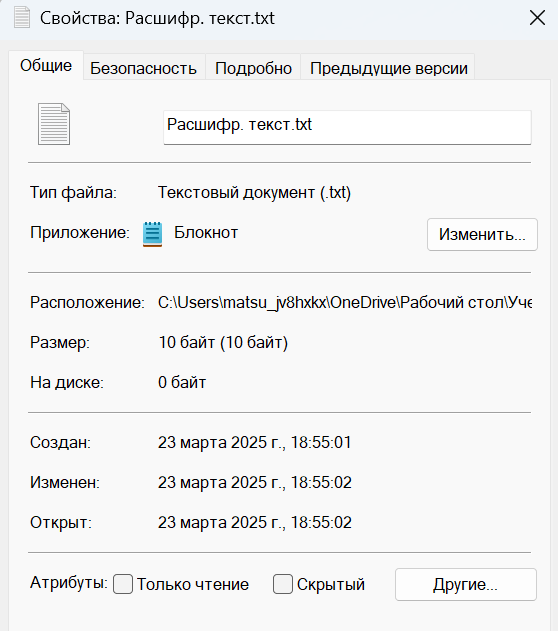 Свойства: Расшифр. текст.txt
Общие Безопасность Подробно Предыдущие версии
Расшифр. текст.txt
Тип файла: Текстовый документ (.txt)
Приложение: Блокнот Изменить...
Расположение: C:\Users\matsu_jv8hxkx\OneDrive\Рабочий стол\Уче
Размер: 10 байт (10 байт)
На диске: 0 байт
Создан: 23 марта 2025 г., 18:55:01
Изменен: 23 марта 2025 г., 18:55:02
Открыт: 23 марта 2025 г., 18:55:02
Атрибуты: Только чтение Скрытый Другие...